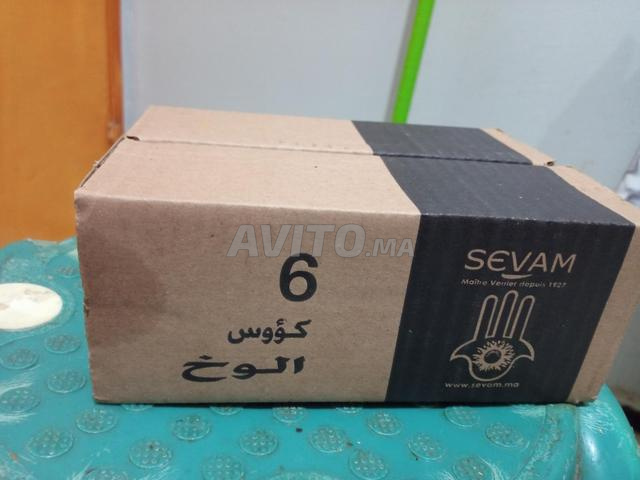 AVITO.MA
6
كؤوس
الوخ
SEVAM
Maître Verrier depuis 1927
www.sevam.ma